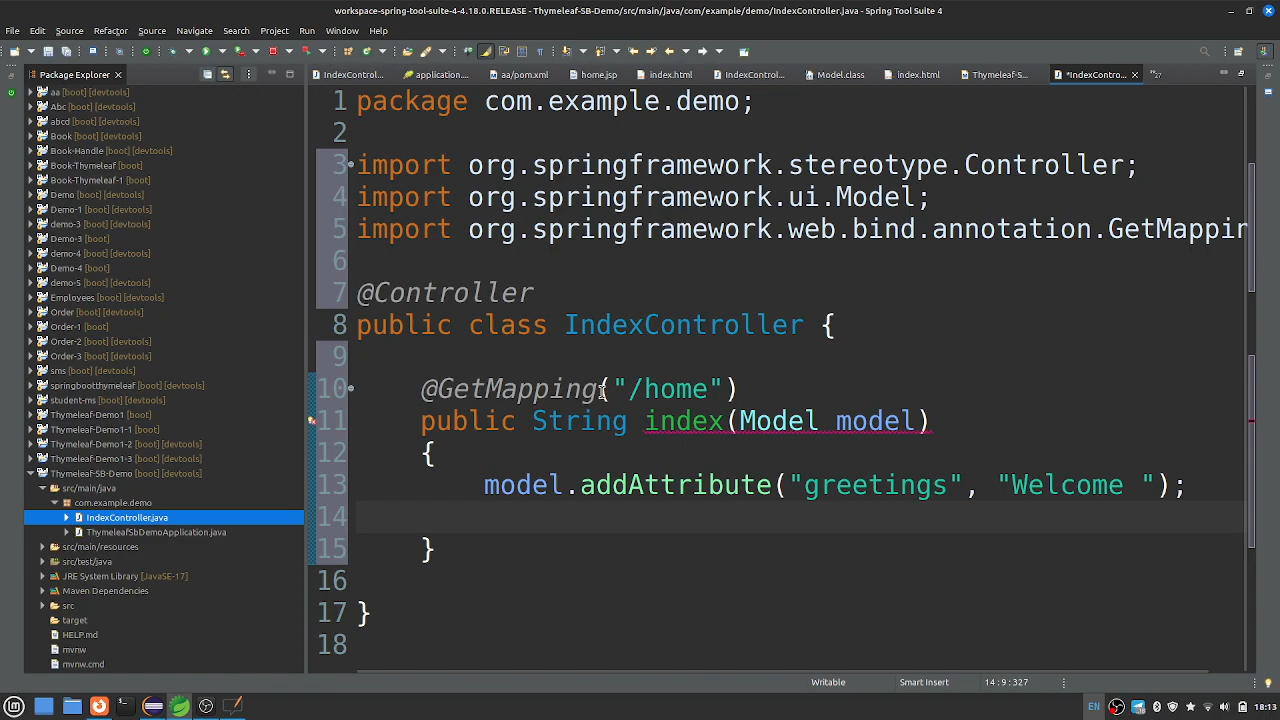 workspace-spring-tool-suite-4-4.18.0.RELEASE - Thymeleaf-SB-Demo/src/main/java/com/example/demo/IndexController.java - Spring Tool Suite 4
File Edit Source Refactor Source Navigate Search Project Run Window Help
Package Explorer
IndexControl... application.... aa/pom.xml home.jsp index.html IndexContro... Model.class index.html Thymeleaf-S... *IndexContro...
aa [boot] [devtools]
Abc [boot] [devtools]
abcd [boot] [devtools]
Book [boot] [devtools]
Book-Handle [boot] [devtools]
Book-Thymeleaf [boot]
Book-Thymeleaf-1 [boot]
Demo [boot] [devtools]
Demo-1 [boot] [devtools]
demo-3 [boot] [devtools]
Demo-3 [boot]
demo-4 [boot] [devtools]
Demo-4 [boot]
demo-5 [boot] [devtools]
Employees [boot] [devtools]
Order [boot] [devtools]
Order-1 [boot]
Order-2 [boot] [devtools]
Order-3 [boot]
sms [boot] [devtools]
springbootthymeleaf [boot] [devtools]
student-ms [boot] [devtools]
Thymeleaf-Demo1 [boot]
Thymeleaf-Demo1-1 [boot]
Thymeleaf-Demo1-2 [boot] [devtools]
Thymeleaf-Demo1-3 [boot]
Thymeleaf-SB-Demo [boot] [devtools]
src/main/java
com.example.demo
IndexController.java
ThymeleafSbDemoApplication.java
src/main/resources
src/test/java
JRE System Library [JavaSE-17]
Maven Dependencies
src
target
HELP.md
mvnw
mvnw.cmd
1 package com.example.demo;
2
3 import org.springframework.stereotype.Controller;
4 import org.springframework.ui.Model;
5 import org.springframework.web.bind.annotation.GetMappin
6
7 @Controller
8 public class IndexController {
9
10 @GetMapping("/home")
11 public String index(Model model)
12 {
13 model.addAttribute("greetings", "Welcome ");
14
15 }
16
17 }
18
Writable Smart Insert 14:9:327
EN 18:13